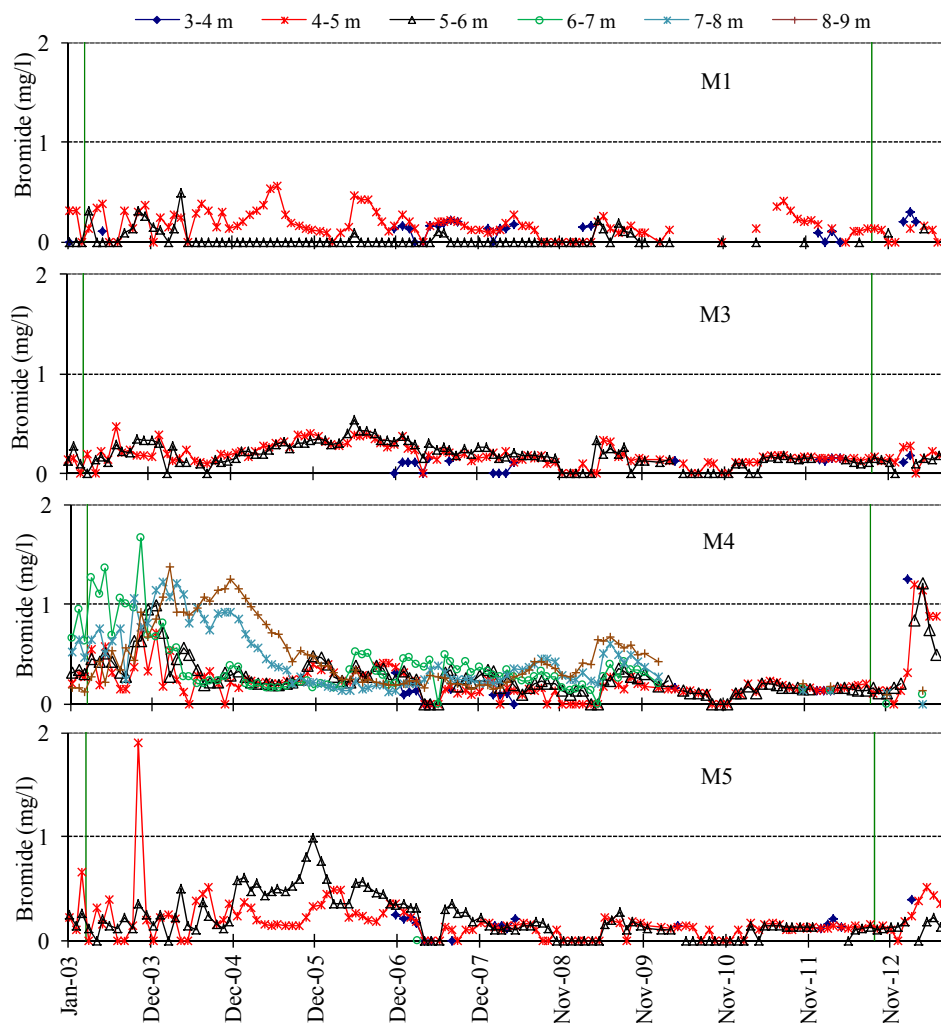 3-4 m 4-5 m 5-6 m 6-7 m 7-8 m 8-9 m
2
M1
Bromide (mg/l)
1
0
2
M3
Bromide (mg/l)
1
0
2
M4
Bromide (mg/l)
1
0
2
M5
Bromide (mg/l)
1
0
Jan-03 Dec-03 Dec-04 Dec-05 Dec-06 Dec-07 Nov-08 Nov-09 Nov-10 Nov-11 Nov-12